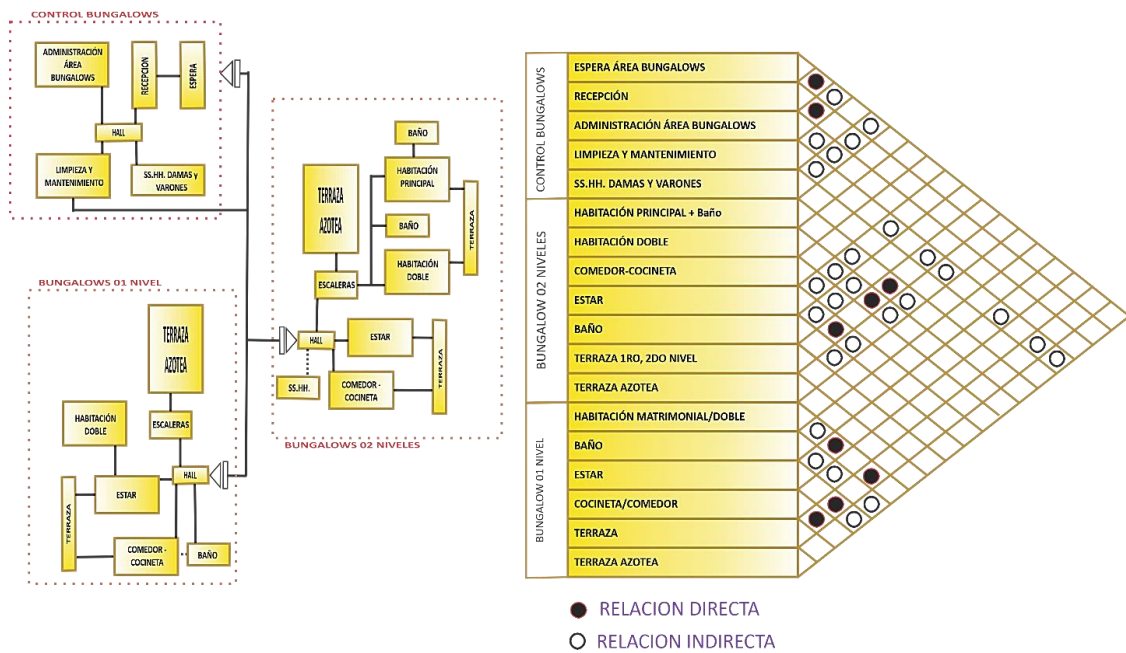 CONTROL BUNGALOWS
ADMINISTRACIÓN
ÁREA
BUNGALOWS
RECEPCION
ESPERA
HALL
LIMPIEZA Y
MANTENIMIENTO
SS.HH. DAMAS y
VARONES
BAÑO
HABITACIÓN
PRINCIPAL
TERRAZA
AZOTEA
BAÑO
TERRAZA
HABITACIÓN
DOBLE
ESCALERAS
HALL
ESTAR
SS.HH.
COMEDOR -
COCINETA
TERRAZA
BUNGALOWS 02 NIVELES
BUNGALOWS 01 NIVEL
TERRAZA
AZOTEA
HABITACIÓN
DOBLE
ESCALERAS
HALL
ESTAR
TERRAZA
COMEDOR -
COCINETA
BAÑO
CONTROL BUNGALOWS
ESPERA ÁREA BUNGALOWS
RECEPCIÓN
ADMINISTRACIÓN ÁREA BUNGALOWS
LIMPIEZA Y MANTENIMIENTO
SS.HH. DAMAS Y VARONES
BUNGALOW 02 NIVELES
HABITACIÓN PRINCIPAL + Baño
HABITACIÓN DOBLE
COMEDOR-COCINETA
ESTAR
BAÑO
TERRAZA 1RO, 2DO NIVEL
TERRAZA AZOTEA
BUNGALOW 01 NIVEL
HABITACIÓN MATRIMONIAL/DOBLE
BAÑO
ESTAR
COCINETA/COMEDOR
TERRAZA
TERRAZA AZOTEA
RELACION DIRECTA
RELACION INDIRECTA